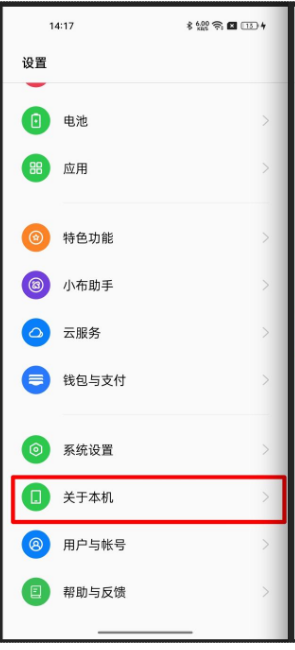 14:17
6.00 KB/S
13
设置
电池
应用
特色功能
小布助手
云服务
钱包与支付
系统设置
关于本机
用户与帐号
帮助与反馈